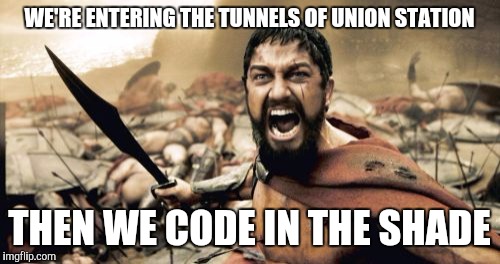 WE'RE ENTERING THE TUNNELS OF UNION STATION
THEN WE CODE IN THE SHADE
imgflip.com